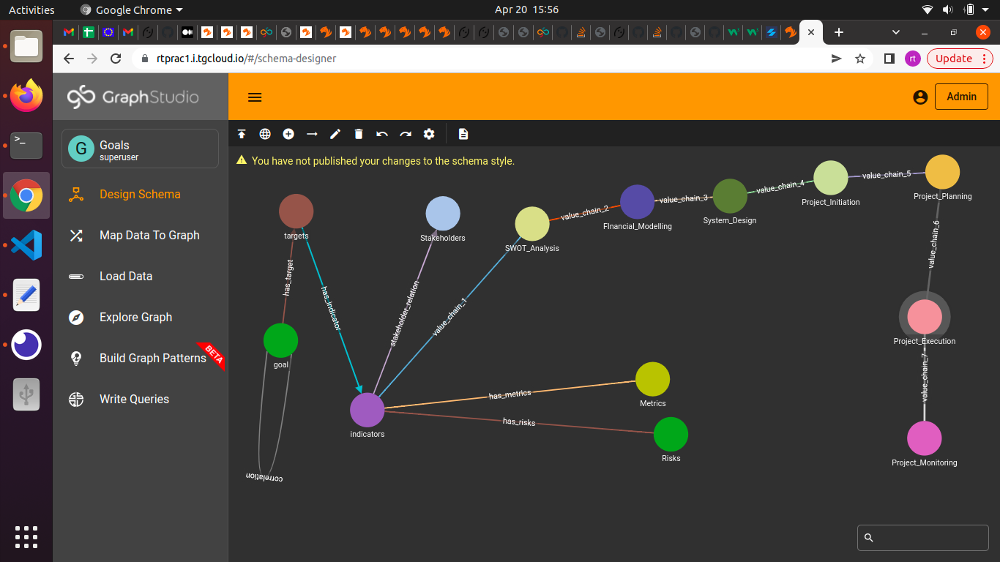 Activities
Google Chrome
Apr 20 15:56
rtprac1.i.tgcloud.io/#/schema-designer
rt
Update
GraphStudio
Admin
G
Goals
superuser
Design Schema
Map Data To Graph
Load Data
Explore Graph
Build Graph Patterns
BETA
Write Queries
You have not published your changes to the schema style.
targets
Stakeholders
SWOT_Analysis
value_chain_2
FInancial_Modelling
value_chain_3
System_Design
value_chain_4
Project_Initiation
value_chain_5
Project_Planning
has_target
has_indicator
stakeholder_relation
value_chain_1
value_chain_6
goal
Project_Execution
value_chain_7
has_metrics
Metrics
indicators
has_risks
Risks
Project_Monitoring
correlation